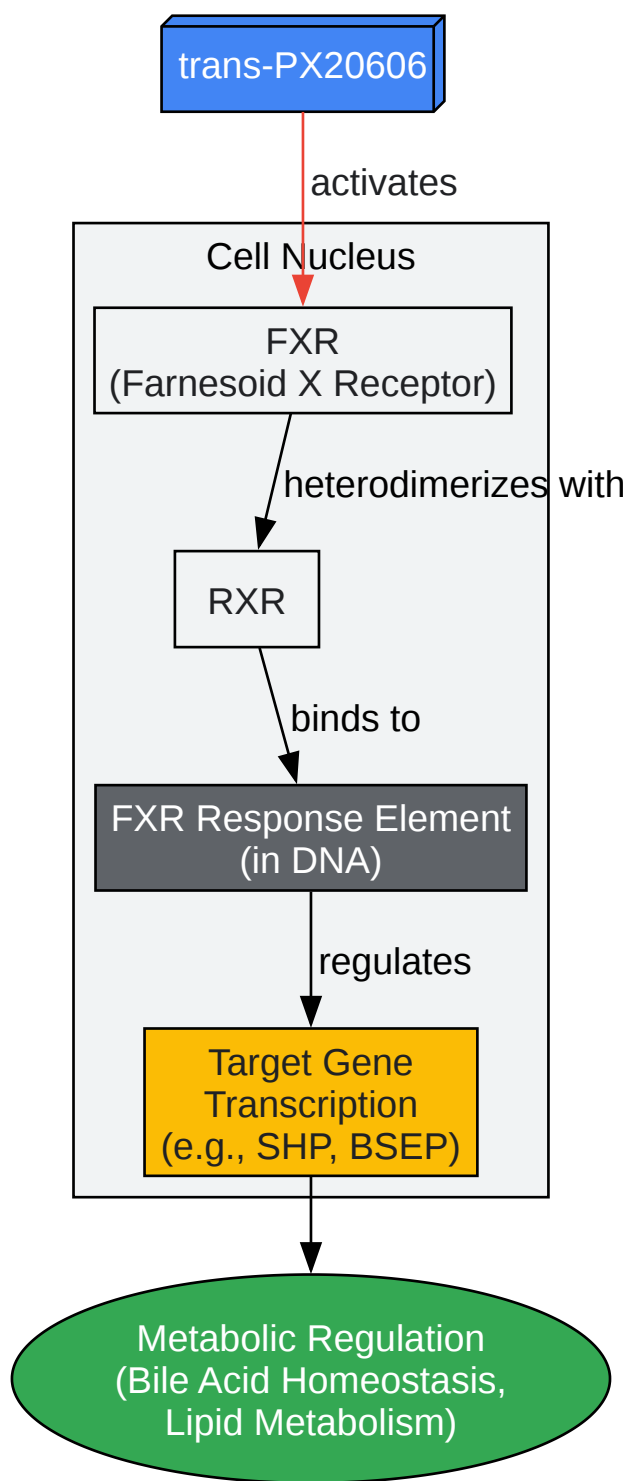 trans-PX20606
activates
Cell Nucleus
FXR
(Farnesoid X Receptor)
heterodimerizes with
RXR
binds to
FXR Response Element
(in DNA)
regulates
Target Gene
Transcription
(e.g., SHP, BSEP)
Metabolic Regulation
(Bile Acid Homeostasis,
Lipid Metabolism)